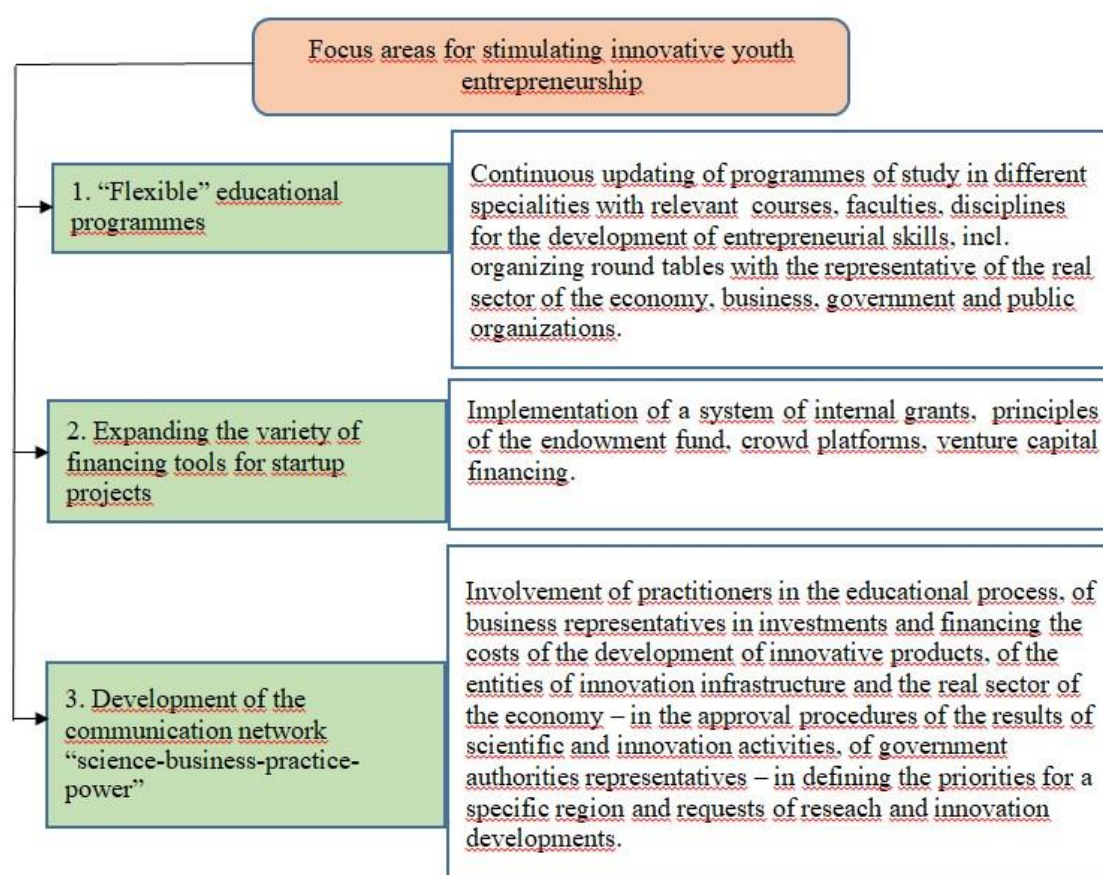 Focus areas for stimulating innovative youth
entrepreneurship
1. “Flexible” educational
programmes
Continuous updating of programmes of study in different
specialities with relevant courses, faculties, disciplines
for the development of entrepreneurial skills, incl.
organizing round tables with the representative of the real
sector of the economy, business, government and public
organizations.
2. Expanding the variety of
financing tools for startup
projects
Implementation of a system of internal grants, principles
of the endowment fund, crowd platforms, venture capital
financing.
3. Development of the
communication network
“science-business-practice-
power”
Involvement of practitioners in the educational process, of
business representatives in investments and financing the
costs of the development of innovative products, of the
entities of innovation infrastructure and the real sector of
the economy – in the approval procedures of the results of
scientific and innovation activities, of government
authorities representatives – in defining the priorities for a
specific region and requests of reseach and innovation
developments.